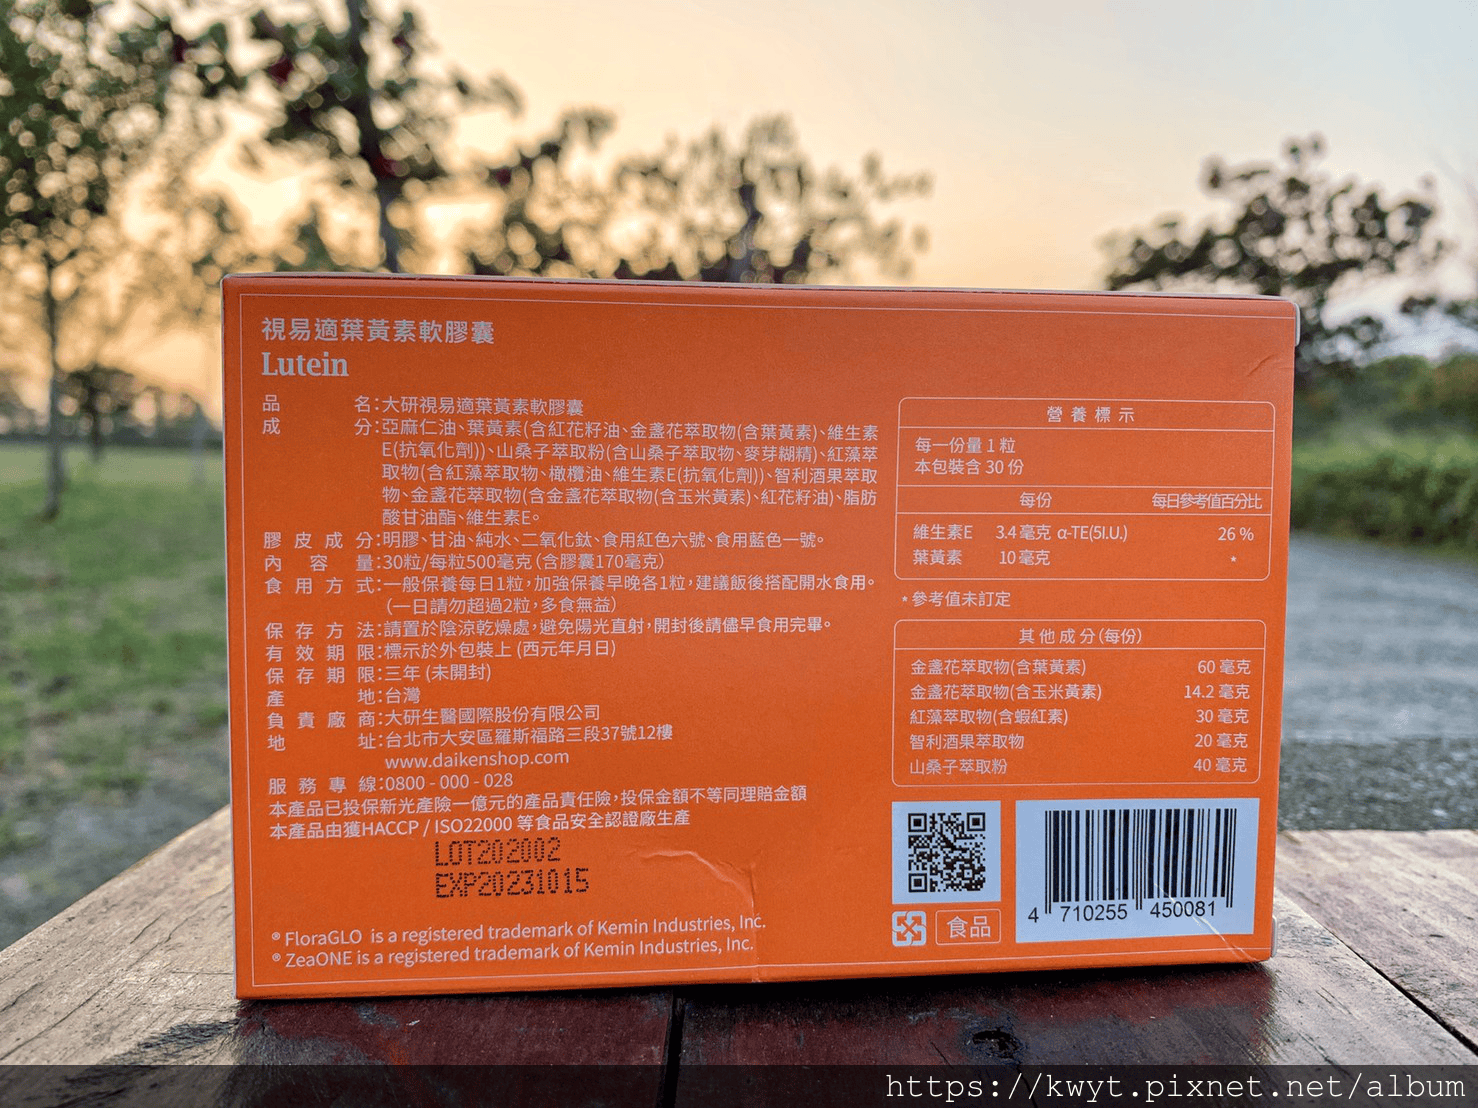 視易適葉黃素軟膠囊
Lutein
品名:大研視易適葉黃素軟膠囊
成分:亞麻仁油、葉黃素(含紅花籽油、金盞花萃取物(含葉黃素)、維生素
E(抗氧化劑))、山桑子萃取粉(含山桑子萃取物、麥芽糊精)、紅藻萃
取物(含紅藻萃取物、橄欖油、維生素E(抗氧化劑))、智利酒果萃取
物、金盞花萃取物(含金盞花萃取物(含玉米黃素)、紅花籽油)、脂肪
酸甘油酯、維生素E。
膠皮成分:明膠、甘油、純水、二氧化鈦、食用紅色六號、食用藍色一號。
內容量:30粒/每粒500毫克(含膠囊170毫克)
食用方式:一般保養每日1粒,加強保養早晚各1粒,建議飯後搭配開水食用。
(一日請勿超過2粒,多食無益)
保存方法:請置於陰涼乾燥處,避免陽光直射,開封後請儘早食用完畢。
有效期限:標示於外包裝上 (西元年月日)
保存期限:三年 (未開封)
產地:台灣
負責廠商:大研生醫國際股份有限公司
地址:台北市大安區羅斯福路三段37號12樓
www.daikenshop.com
服務專線:0800 - 000 - 028
本產品已投保新光產險一億元的產品責任險,投保金額不等同理賠金額
本產品由獲HACCP / ISO22000 等食品安全認證廠生產
LOT202002
EXP20231015
® FloraGLO is a registered trademark of Kemin Industries, Inc.
® ZeaONE is a registered trademark of Kemin Industries, Inc.
營養標示
每一份量 1 粒
本包裝含 30 份
每份 每日參考值百分比
維生素E 3.4 毫克 α-TE(5I.U.) 26 %
葉黃素 10 毫克 *
* 參考值未訂定
其他成分(每份)
金盞花萃取物(含葉黃素) 60 毫克
金盞花萃取物(含玉米黃素) 14.2 毫克
紅藻萃取物(含蝦紅素) 30 毫克
智利酒果萃取物 20 毫克
山桑子萃取粉 40 毫克
食品
4 710255 450081
https://kwyt.pixnet.net/album